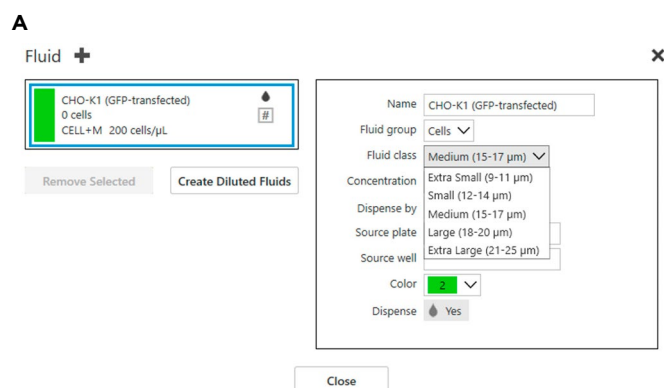 A
Fluid +
CHO-K1 (GFP-transfected)
0 cells
#
CELL+M 200 cells/µL
Remove Selected
Create Diluted Fluids
Name CHO-K1 (GFP-transfected)
Fluid group Cells
Fluid class Medium (15-17 µm)
Extra Small (9-11 µm)
Small (12-14 µm)
Medium (15-17 µm)
Large (18-20 µm)
Extra Large (21-25 µm)
Concentration
Dispense by
Source plate
Source well
Color 2
Dispense Yes
Close